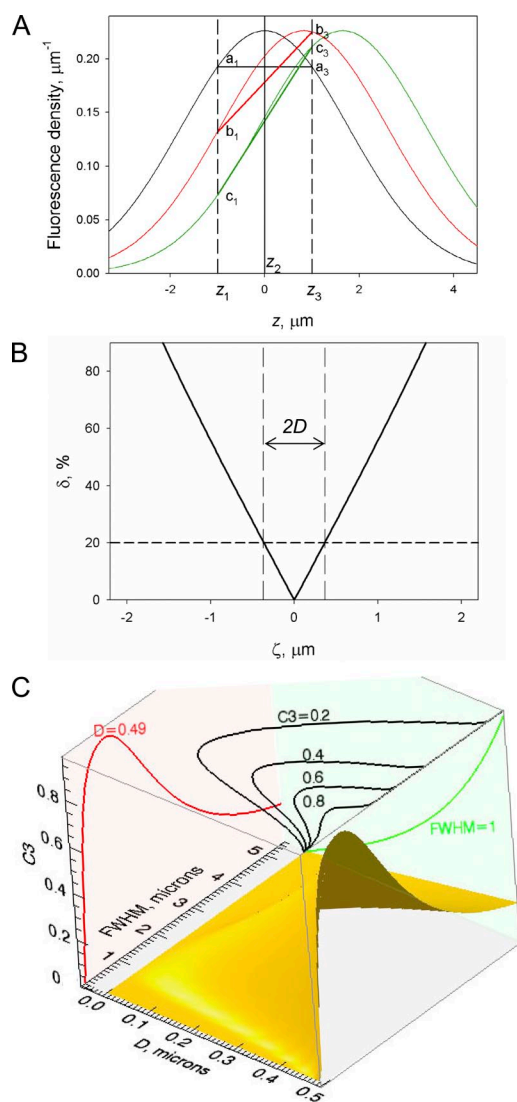 A
Fluorescence density, μm⁻¹
0.20
0.15
0.10
0.05
0.00
a₁
b₁
c₁
b₃
c₃
a₃
z₂
-2
0
2
4
z₁
z₃
z, μm
B
δ, %
80
60
40
20
0
2D
-2
-1
0
1
2
ζ, μm
C
D=0.49
C3=0.2
0.4
0.6
0.8
FWHM=1
C3
0.8
0.6
0.4
0.2
0
FWHM, microns
5
4
3
2
1
0.0
0.1
0.2
0.3
0.4
0.5
D, microns